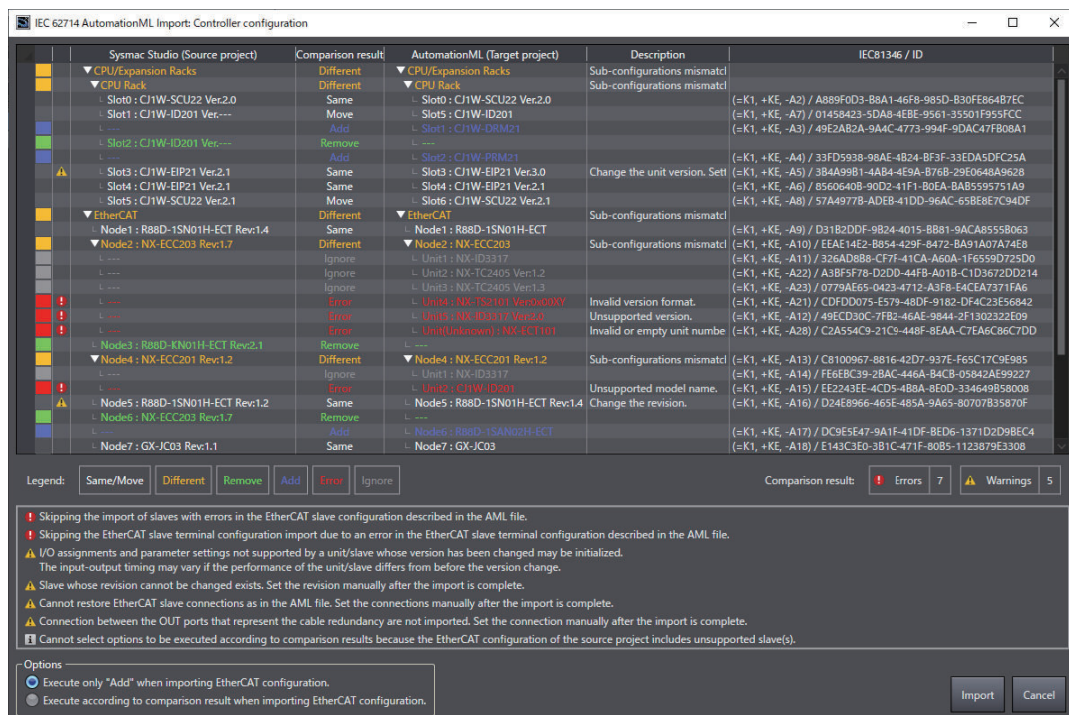 IEC 62714 AutomationML Import: Controller configuration
Sysmac Studio (Source project) Comparison result AutomationML (Target project) Description IEC81346 / ID
▼CPU/Expansion Racks Different ▼CPU/Expansion Racks Sub-configurations mismatcl
▼CPU Rack Different ▼CPU Rack Sub-configurations mismatcl
Slot0 : CJ1W-SCU22 Ver.2.0 Same Slot0 : CJ1W-SCU22 Ver.2.0 (=K1, +KE, -A2) / A889F0D3-B8A1-46F8-985D-B30FE864B7EC
Slot1 : CJ1W-ID201 Ver.--- Move Slot5 : CJ1W-ID201 (=K1, +KE, -A7) / 01458423-5DA8-4EBE-9561-35501F955FCC
--- Add Slot1 : CJ1W-DRM21 (=K1, +KE, -A3) / 49E2AB2A-9A4C-4773-994F-9DAC47FB08A1
Slot2 : CJ1W-ID201 Ver.--- Remove ---
--- Add Slot2 : CJ1W-PRM21 (=K1, +KE, -A4) / 33FD5938-98AE-4B24-BF3F-33EDA5DFC25A
Slot3 : CJ1W-EIP21 Ver.2.1 Same Slot3 : CJ1W-EIP21 Ver.3.0 Change the unit version. Sett (=K1, +KE, -A5) / 3B4A99B1-4AB4-4E9A-B76B-29E0648A9628
Slot4 : CJ1W-EIP21 Ver.2.1 Same Slot4 : CJ1W-EIP21 Ver.2.1 (=K1, +KE, -A6) / 8560640B-90D2-41F1-B0EA-BAB5595751A9
Slot5 : CJ1W-SCU22 Ver.2.1 Move Slot6 : CJ1W-SCU22 Ver.2.1 (=K1, +KE, -A8) / 57A4977B-ADEB-41DD-96AC-65BE8E7C94DF
▼EtherCAT Different ▼EtherCAT Sub-configurations mismatcl
Node1 : R88D-1SN01H-ECT Rev:1.4 Same Node1 : R88D-1SN01H-ECT (=K1, +KE, -A9) / D31B2DDF-9B24-4015-BB81-9ACA8555B063
▼Node2 : NX-ECC203 Rev:1.7 Different ▼Node2 : NX-ECC203 Sub-configurations mismatcl (=K1, +KE, -A10) / EEAE14E2-B854-429F-8472-BA91A07A74E8
--- Ignore Unit1 : NX-ID3317 (=K1, +KE, -A11) / 326AD8B8-CF7F-41CA-A60A-1F6559D725D0
--- Ignore Unit2 : NX-TC2405 Ver:1.2 (=K1, +KE, -A22) / A3BF5F78-D2DD-44FB-A01B-C1D3672DD214
--- Ignore Unit3 : NX-TC2405 Ver:1.3 (=K1, +KE, -A23) / 0779AE65-0423-4712-A3F8-E4CEA7371FA6
--- Error Unit4 : NX-TS2101 Ver:0x00XY Invalid version format. (=K1, +KE, -A21) / CDFDD075-E579-48DF-9182-DF4C23E56842
--- Error Unit5 : NX-ID3317 Ver:9.0 Unsupported version. (=K1, +KE, -A12) / 49ECD30C-7FB2-46AE-9844-2F1302322E09
--- Error Unit(Unknown) : NX-ECT101 Invalid or empty unit numbe (=K1, +KE, -A28) / C2A554C9-21C9-448F-8EAA-C7EA6C86C7DD
Node3 : R88D-KN01H-ECT Rev:2.1 Remove ---
▼Node4 : NX-ECC201 Rev:1.2 Different ▼Node4 : NX-ECC201 Rev:1.2 Sub-configurations mismatcl (=K1, +KE, -A13) / C8100967-8816-42D7-937E-F65C17C9E985
--- Ignore Unit1 : NX-ID3317 (=K1, +KE, -A14) / FE6EBC39-2BAC-446A-B4CB-05842AE99227
--- Error Unit2 : CJ1W-ID201 Unsupported model name. (=K1, +KE, -A15) / EE2243EE-4CD5-4B8A-8E0D-334649B58008
Node5 : R88D-1SN01H-ECT Rev:1.2 Same Node5 : R88D-1SN01H-ECT Rev:1.4 Change the revision. (=K1, +KE, -A16) / D24E8966-465E-485A-9A65-80707B35870F
Node6 : NX-ECC203 Rev:1.7 Remove ---
--- Add Node6 : R88D-1SAN02H-ECT (=K1, +KE, -A17) / DC9E5E47-9A1F-41DF-BED6-1371D2D9BEC4
Node7 : GX-JC03 Rev:1.1 Same Node7 : GX-JC03 (=K1, +KE, -A18) / E143C3E0-3B1C-471F-80B5-1123879E3308
Legend: Same/Move Different Remove Add Error Ignore Comparison result: Errors 7 Warnings 5
Skipping the import of slaves with errors in the EtherCAT slave configuration described in the AML file.
Skipping the EtherCAT slave terminal configuration import due to an error in the EtherCAT slave terminal configuration described in the AML file.
I/O assignments and parameter settings not supported by a unit/slave whose version has been changed may be initialized.
The input-output timing may vary if the performance of the unit/slave differs from before the version change.
Slave whose revision cannot be changed exists. Set the revision manually after the import is complete.
Cannot restore EtherCAT slave connections as in the AML file. Set the connections manually after the import is complete.
Connection between the OUT ports that represent the cable redundancy are not imported. Set the connection manually after the import is complete.
Cannot select options to be executed according to comparison results because the EtherCAT configuration of the source project includes unsupported slave(s).
Options
Execute only "Add" when importing EtherCAT configuration.
Execute according to comparison result when importing EtherCAT configuration.
Import Cancel